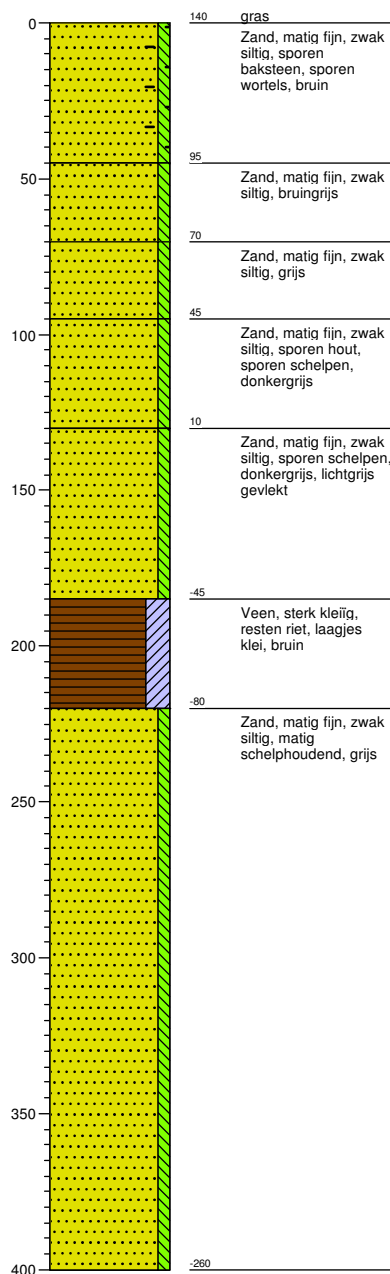 0
140
gras
Zand, matig fijn, zwak
siltig, sporen
baksteen, sporen
wortels, bruin
95
50
Zand, matig fijn, zwak
siltig, bruingrijs
70
Zand, matig fijn, zwak
siltig, grijs
45
100
Zand, matig fijn, zwak
siltig, sporen hout,
sporen schelpen,
donkergrijs
10
Zand, matig fijn, zwak
siltig, sporen schelpen,
donkergrijs, lichtgrijs
gevlekt
150
-45
Veen, sterk kleiïg,
resten riet, laagjes
klei, bruin
200
-80
Zand, matig fijn, zwak
siltig, matig
schelphoudend, grijs
250
300
350
400
-260